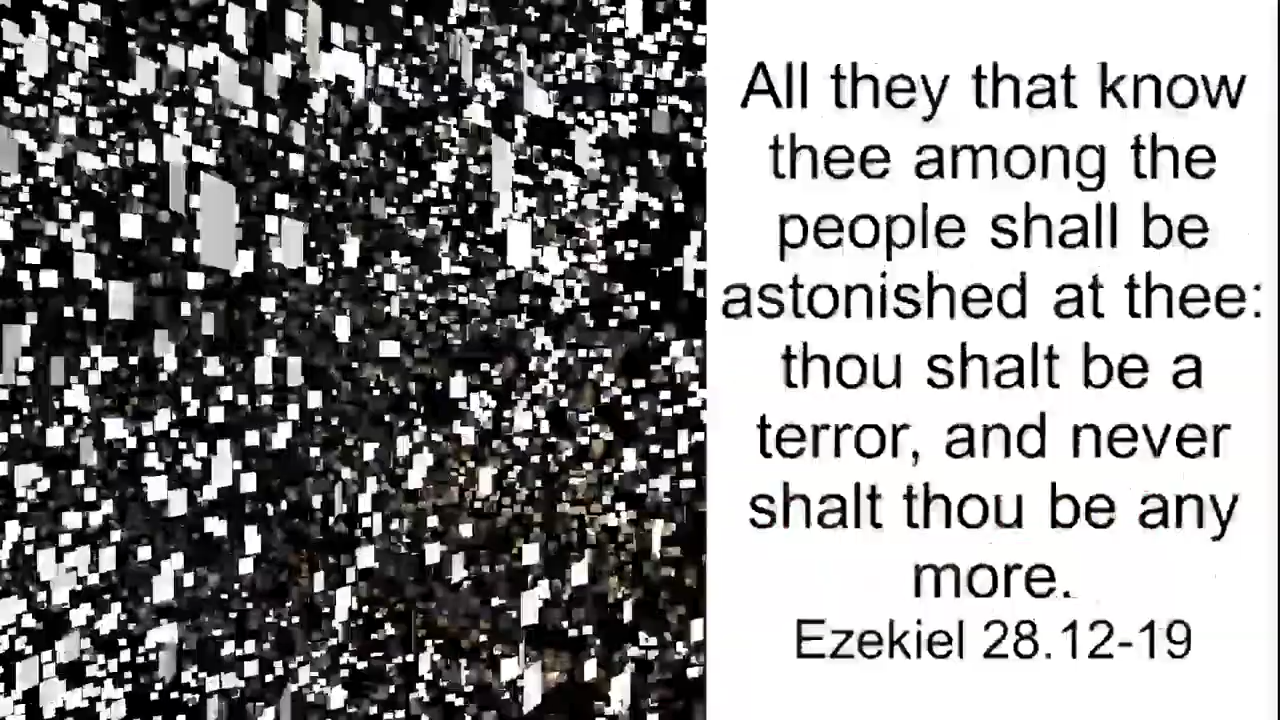 All they that know
thee among the
people shall be
astonished at thee:
thou shalt be a
terror, and never
shalt thou be any
more.
Ezekiel 28.12-19